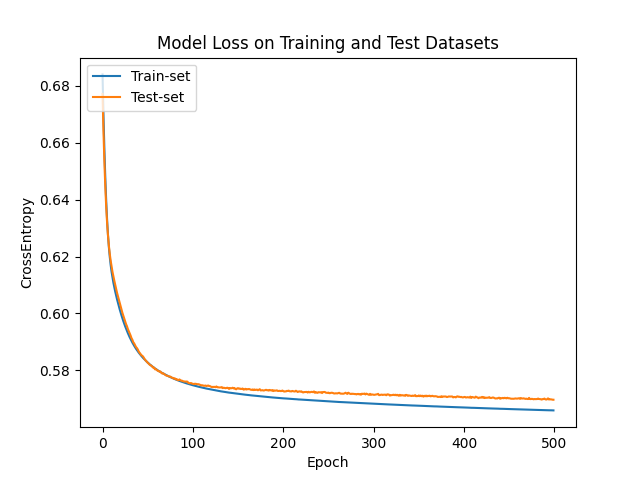 Model Loss on Training and Test Datasets
Train-set
Test-set
CrossEntropy
0.68
0.66
0.64
0.62
0.60
0.58
0
100
200
300
400
500
Epoch